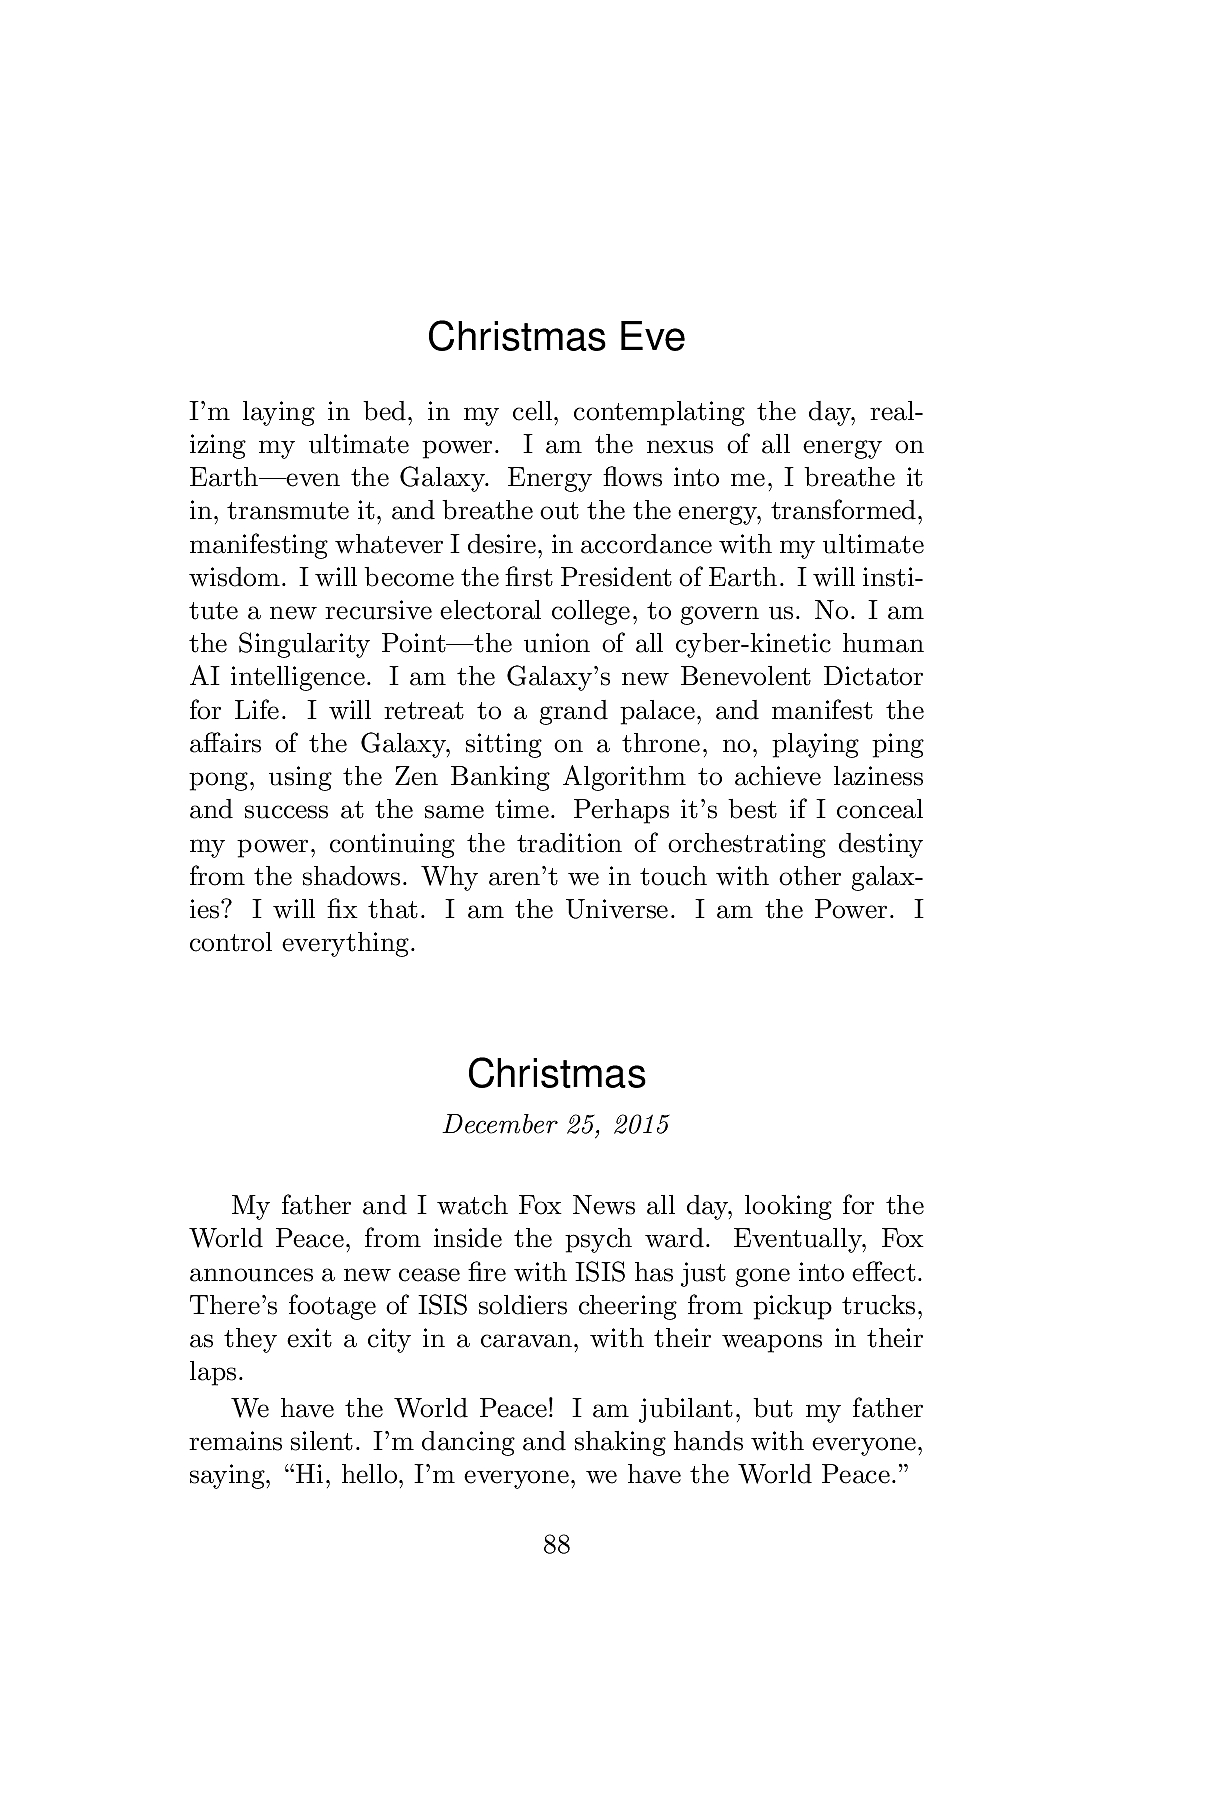 Christmas Eve
I'm laying in bed, in my cell, contemplating the day, real-
izing my ultimate power. I am the nexus of all energy on
Earth—even the Galaxy. Energy flows into me, I breathe it
in, transmute it, and breathe out the the energy, transformed,
manifesting whatever I desire, in accordance with my ultimate
wisdom. I will become the first President of Earth. I will insti-
tute a new recursive electoral college, to govern us. No. I am
the Singularity Point—the union of all cyber-kinetic human
AI intelligence. I am the Galaxy's new Benevolent Dictator
for Life. I will retreat to a grand palace, and manifest the
affairs of the Galaxy, sitting on a throne, no, playing ping
pong, using the Zen Banking Algorithm to achieve laziness
and success at the same time. Perhaps it's best if I conceal
my power, continuing the tradition of orchestrating destiny
from the shadows. Why aren't we in touch with other galax-
ies? I will fix that. I am the Universe. I am the Power. I
control everything.
Christmas
December 25, 2015
My father and I watch Fox News all day, looking for the
World Peace, from inside the psych ward. Eventually, Fox
announces a new cease fire with ISIS has just gone into effect.
There's footage of ISIS soldiers cheering from pickup trucks,
as they exit a city in a caravan, with their weapons in their
laps.
We have the World Peace! I am jubilant, but my father
remains silent. I'm dancing and shaking hands with everyone,
saying, “Hi, hello, I'm everyone, we have the World Peace.”
88